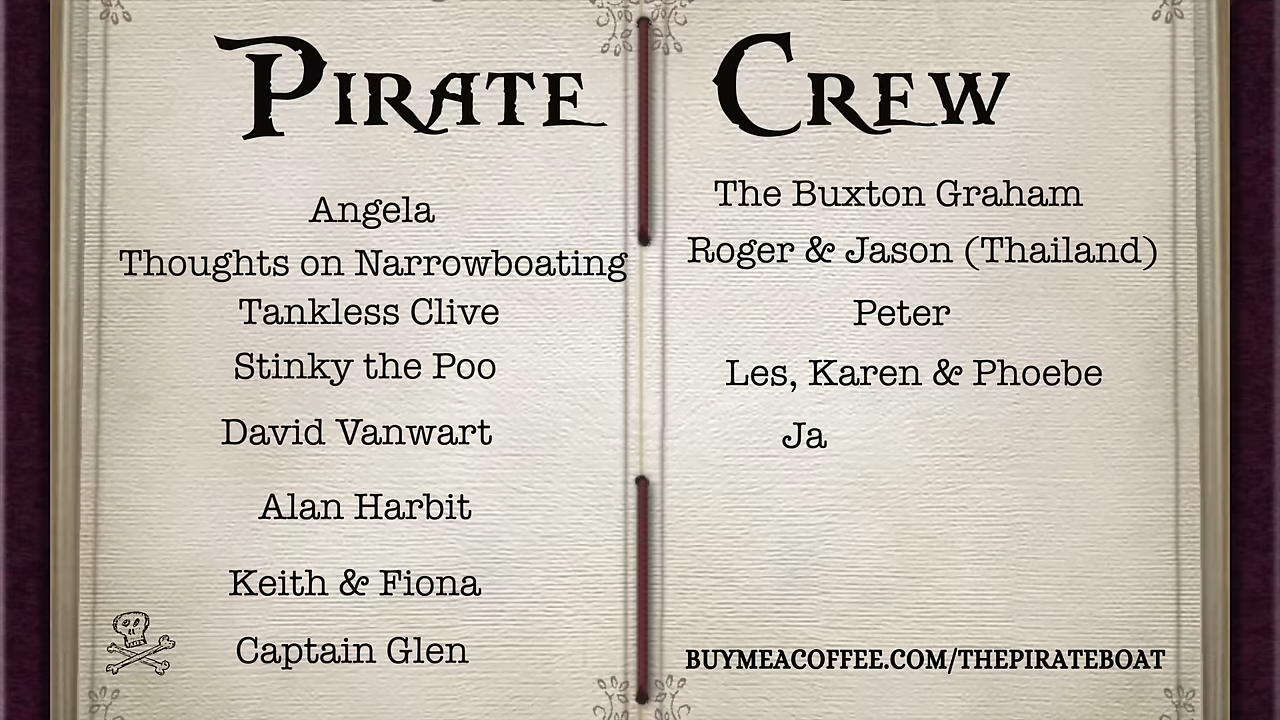 Pirate Crew
Angela
Thoughts on Narrowboating
Tankless Clive
Stinky the Poo
David Vanwart
Alan Harbit
Keith & Fiona
Captain Glen
The Buxton Graham
Roger & Jason (Thailand)
Peter
Les, Karen & Phoebe
Ja
BUYMEACOFFEE.COM/THEPIRATEBOAT